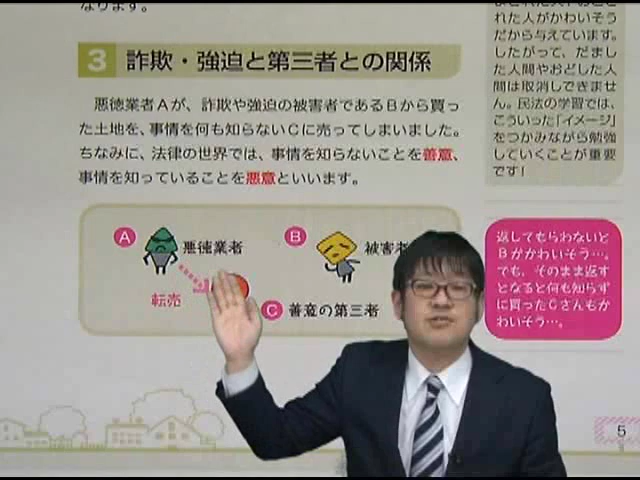 なります。
3 詐欺・強迫と第三者との関係
悪徳業者Aが、詐欺や強迫の被害者であるBから買っ
た土地を、事情を何も知らないCに売ってしまいました。
ちなみに、法律の世界では、事情を知らないことを善意、
事情を知っていることを悪意といいます。
A 悪徳業者
B 被害者
転売
C 善意の第三者
れた人がかわいそう
だから与えています。
したがって、だまし
た人間やおどした人
間は取消しできませ
ん。民法の学習では、
こういった「イメージ」
をつかみながら勉強
していくことが重要
です!
返してもらわないと
Bがかわいそう…。
でも、そのまま返す
となると何も知らず
に買ったCさんもか
わいそう…。
5